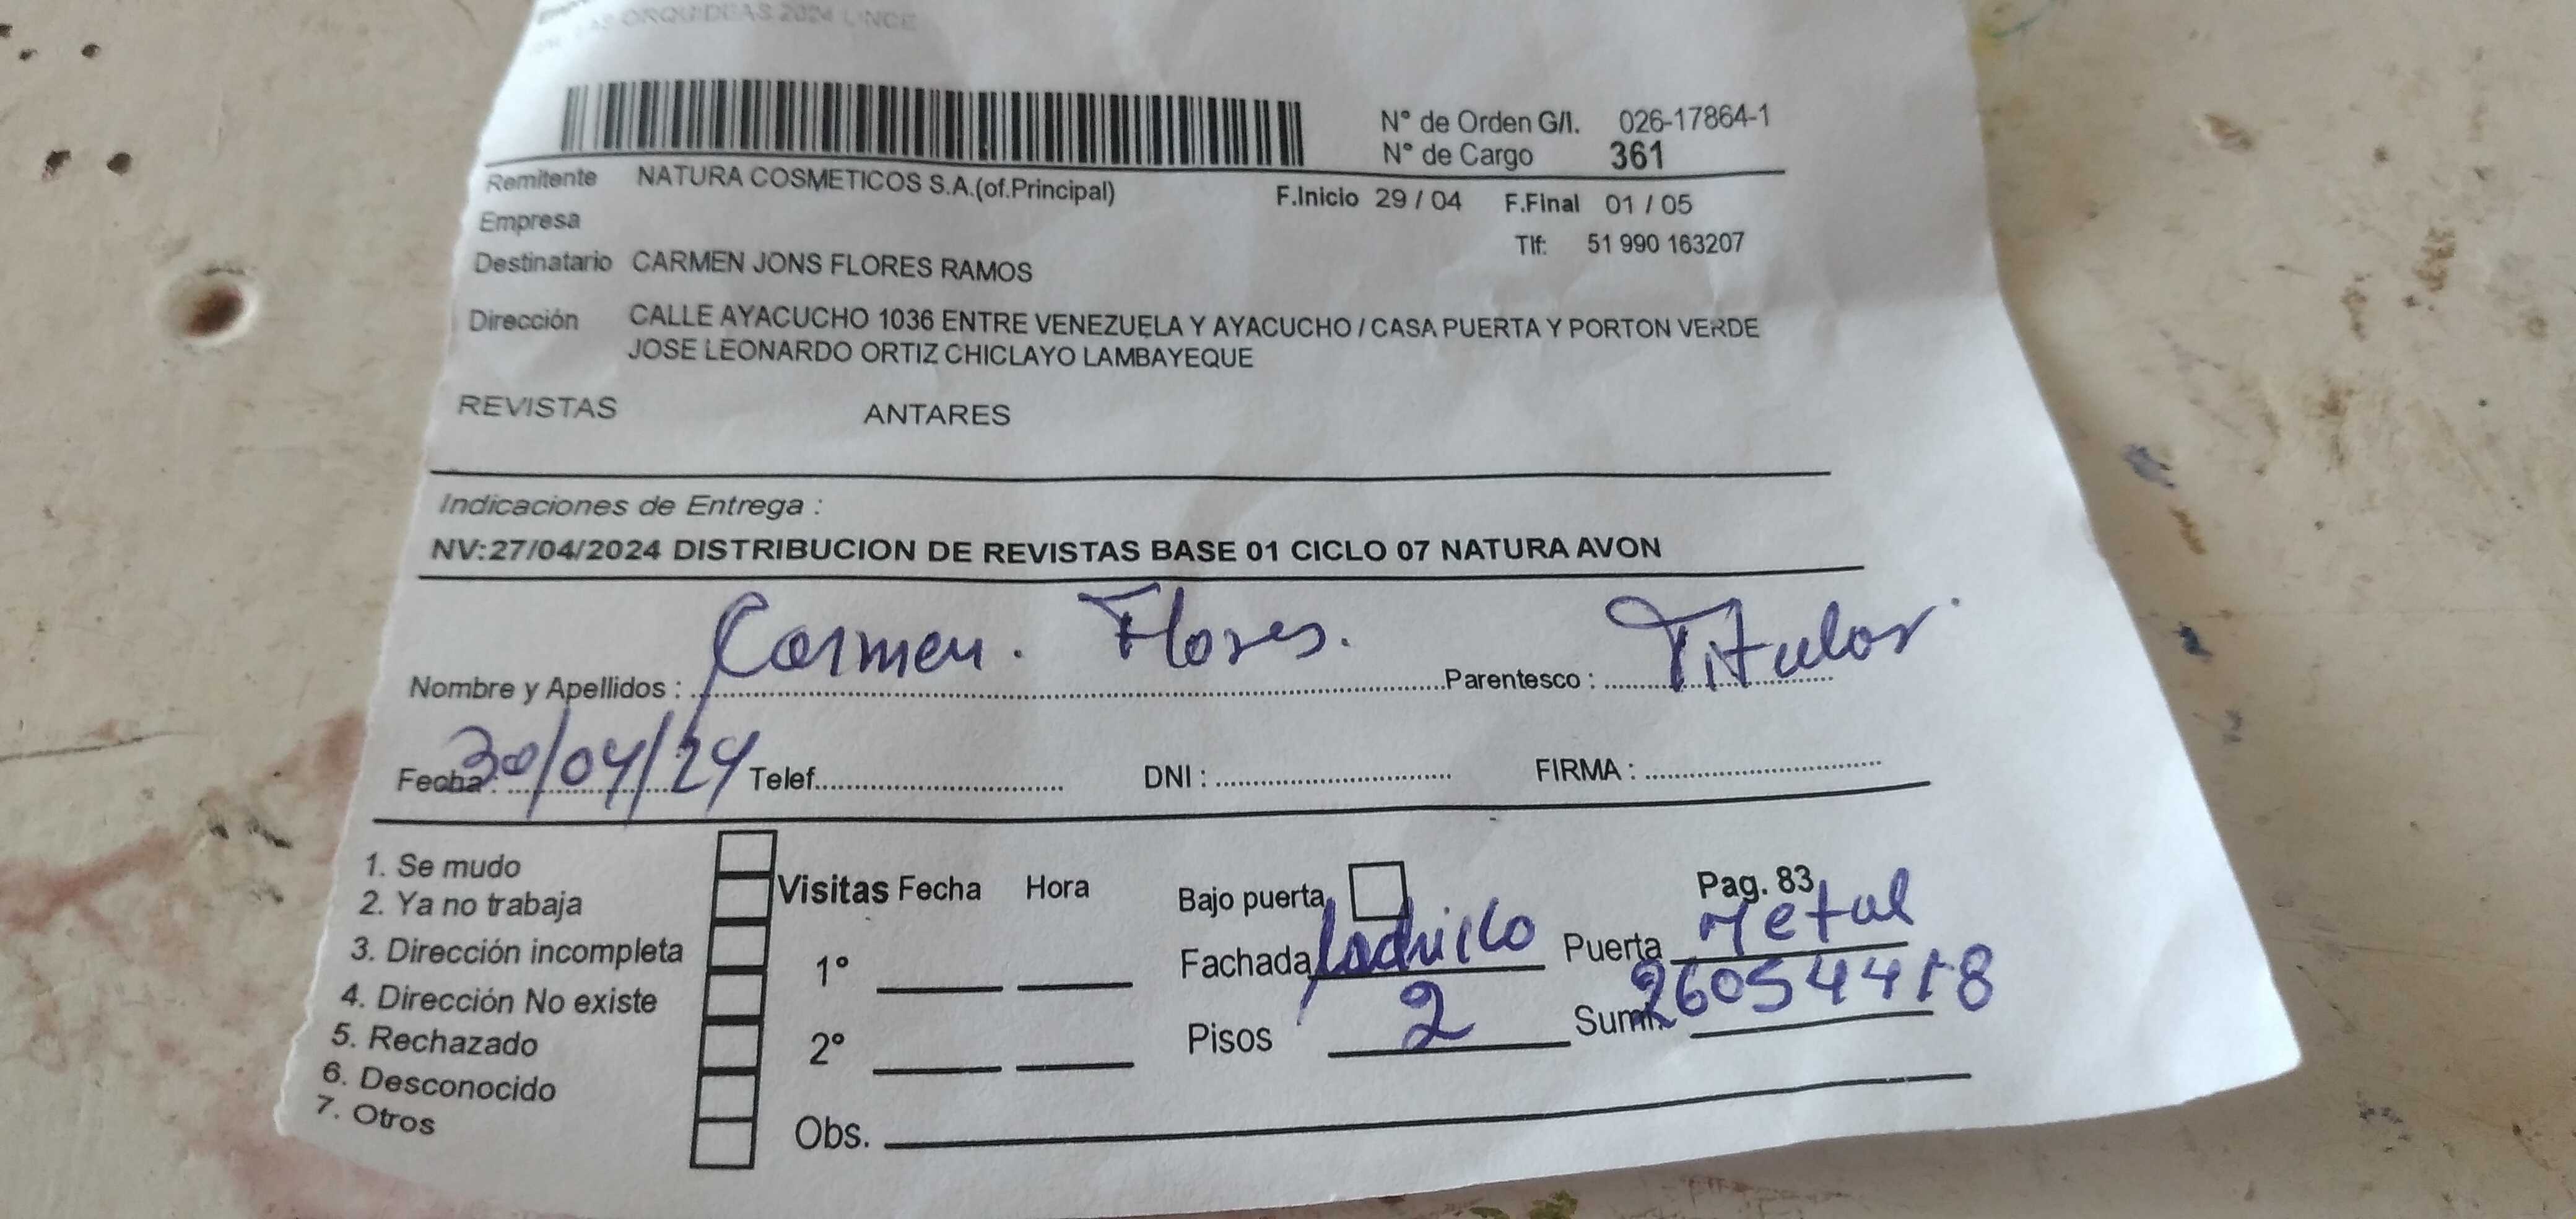 ORQUIDEAS 2024 LINCE
N° de Orden G/I. 026-17864-1
N° de Cargo 361
Remitente NATURA COSMETICOS S.A.(of.Principal) F.Inicio 29 / 04 F.Final 01 / 05
Empresa Tlf: 51 990 163207
Destinatario CARMEN JONS FLORES RAMOS
Dirección CALLE AYACUCHO 1036 ENTRE VENEZUELA Y AYACUCHO / CASA PUERTA Y PORTON VERDE
JOSE LEONARDO ORTIZ CHICLAYO LAMBAYEQUE
REVISTAS ANTARES
Indicaciones de Entrega :
NV:27/04/2024 DISTRIBUCION DE REVISTAS BASE 01 CICLO 07 NATURA AVON
Nombre y Apellidos : Carmen. Flores. Parentesco : Titular.
Fecha : 30/04/24 Telef. DNI : FIRMA :
1. Se mudo
2. Ya no trabaja
3. Dirección incompleta
4. Dirección No existe
5. Rechazado
6. Desconocido
7. Otros
Visitas Fecha Hora
1°
2°
Obs.
Bajo puerta Pag. 83
Fachada ladrillo Puerta Metal
Pisos 2 Sumi. 26054418